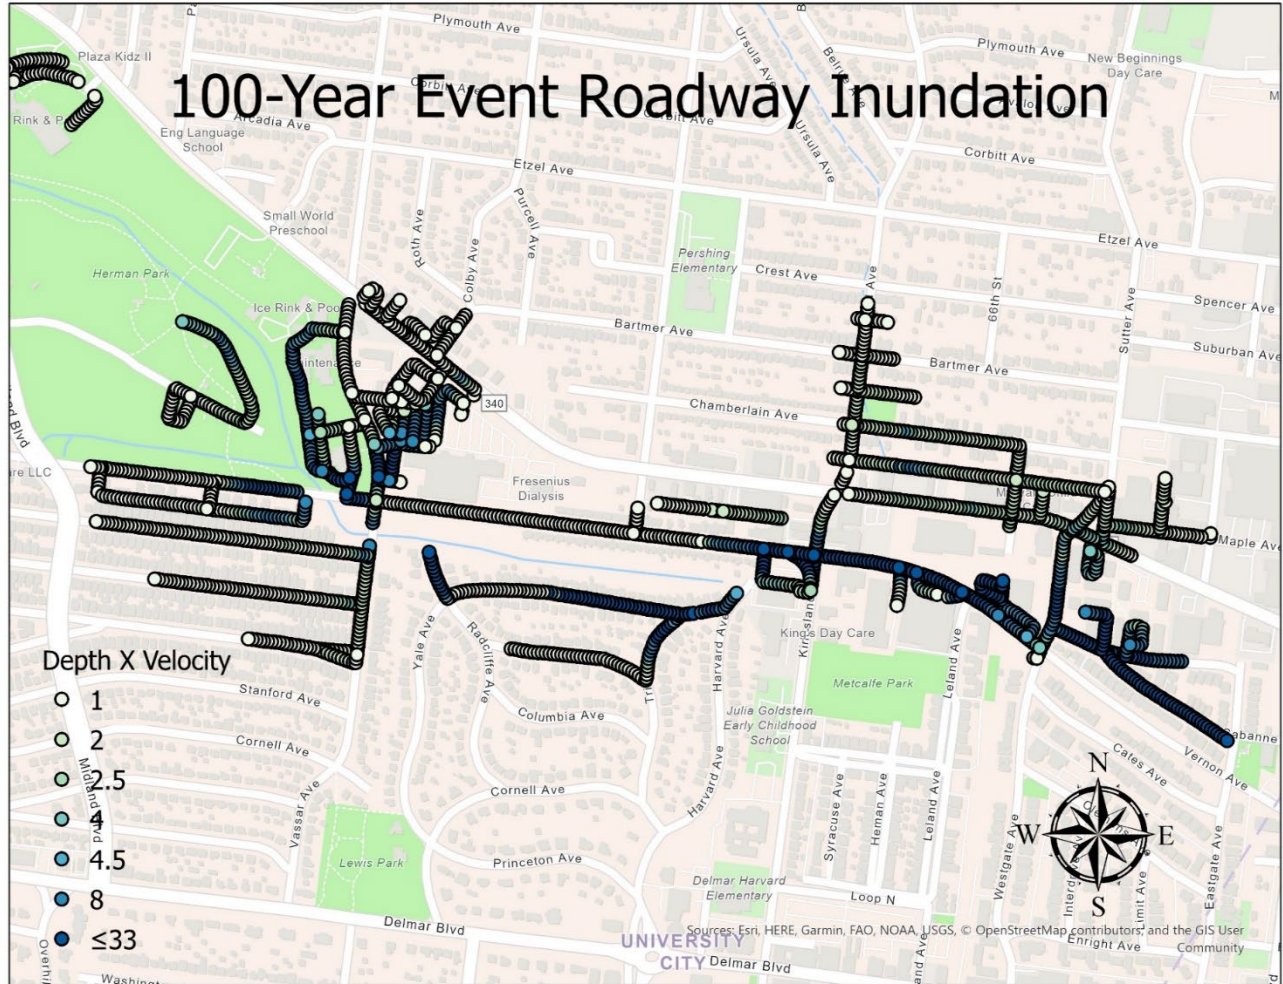 Plymouth Ave
Plaza Kidz II
Ursula Ave
Plymouth Ave
New Beginnings
Day Care
100-Year Event Roadway Inundation
Corbitt Ave
Arcadia Ave
Eng Language
School
Ursula Ave
Corbitt Ave
Etzel Ave
Small World
Preschool
Purcell Ave
Roth Ave
Colby Ave
Pershing
Elementary
Etzel Ave
Herman Park
Crest Ave
Ave
66th St
Sutter Ave
Spencer Ave
Bartmer Ave
Suburban Ave
Bartmer Ave
340
Chamberlain Ave
Fresenius
Dialysis
Maple Ave
King's Day Care
Yale Ave
Radcliffe Ave
Harvard Ave
Leland Ave
Metcalfe Park
Depth X Velocity
1
2
2.5
4
4.5
8
≤33
Stanford Ave
Columbia Ave
Julia Goldstein
Early Childhood
School
Cornell Ave
Cates Ave
Vernon Ave
Cornell Ave
Vassar Ave
Harvard Ave
N
W
E
S
Syracuse Ave
Heman Ave
Leland Ave
Westgate Ave
Eastgate Ave
Lewis Park
Princeton Ave
Delmar Harvard
Elementary
Loop N
Delmar Blvd
UNIVERSITY
CITY
Delmar Blvd
Enright Ave
Sources: Esri, HERE, Garmin, FAO, NOAA, USGS, © OpenStreetMap contributors, and the GIS User
Community